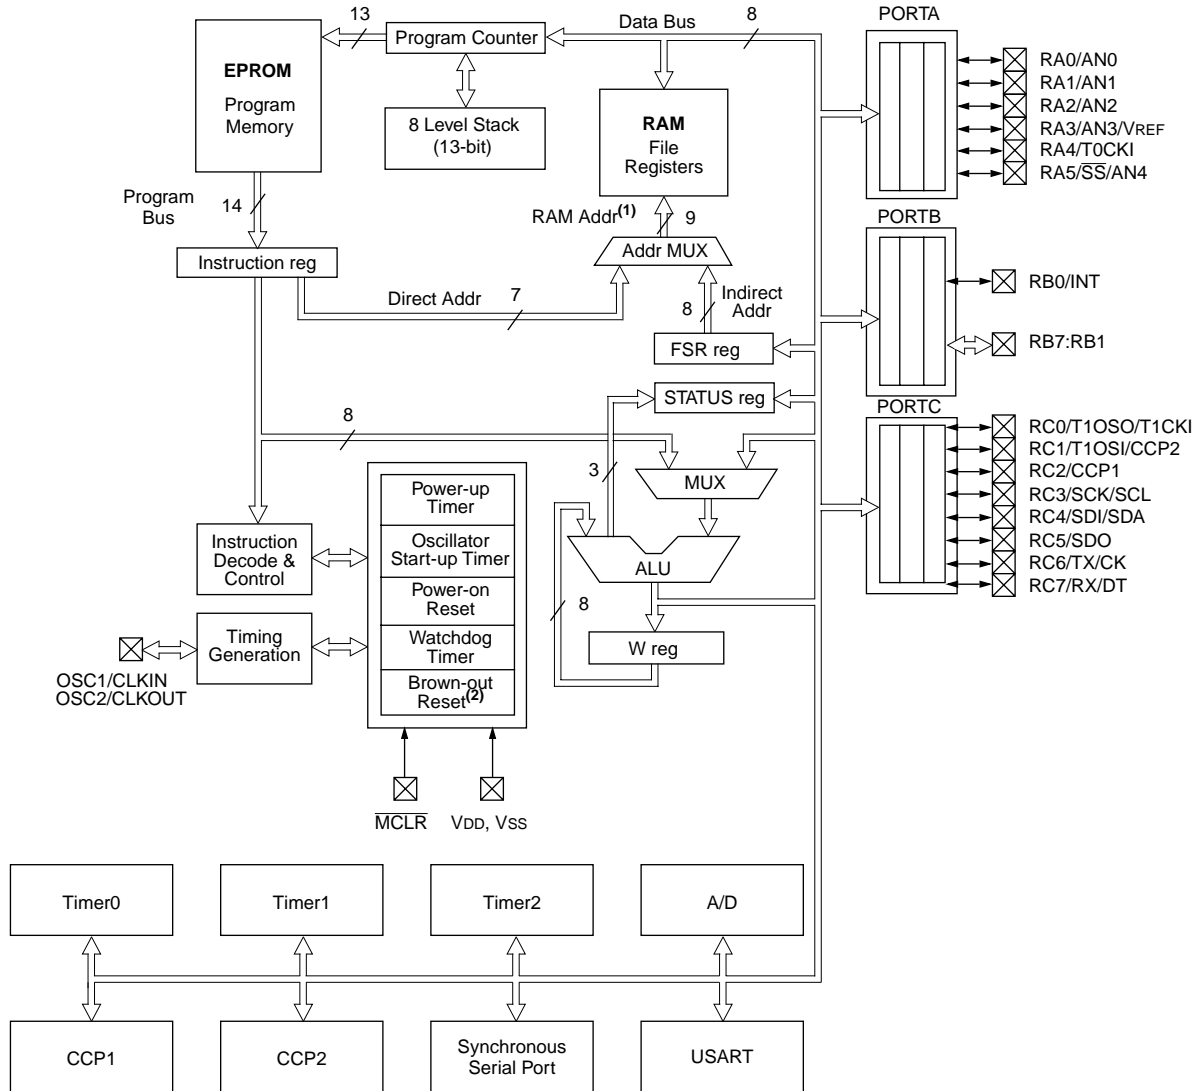 13
Data Bus
8
PORTA
EPROM
Program
Memory
Program Counter
8 Level Stack
(13-bit)
RAM
File
Registers
RA0/AN0
RA1/AN1
RA2/AN2
RA3/AN3/VREF
RA4/T0CKI
RA5/S̅S̅/AN4
Program
Bus
14
RAM Addr(1)
9
PORTB
Instruction reg
Addr MUX
Direct Addr
7
8
Indirect
Addr
RB0/INT
FSR reg
RB7:RB1
STATUS reg
PORTC
8
3
MUX
RC0/T1OSO/T1CKI
RC1/T1OSI/CCP2
RC2/CCP1
RC3/SCK/SCL
RC4/SDI/SDA
RC5/SDO
RC6/TX/CK
RC7/RX/DT
Power-up
Timer
Instruction
Decode &
Control
Oscillator
Start-up Timer
ALU
Power-on
Reset
8
Timing
Generation
Watchdog
Timer
W reg
OSC1/CLKIN
OSC2/CLKOUT
Brown-out
Reset(2)
M̅C̅L̅R̅
VDD, VSS
Timer0
Timer1
Timer2
A/D
CCP1
CCP2
Synchronous
Serial Port
USART